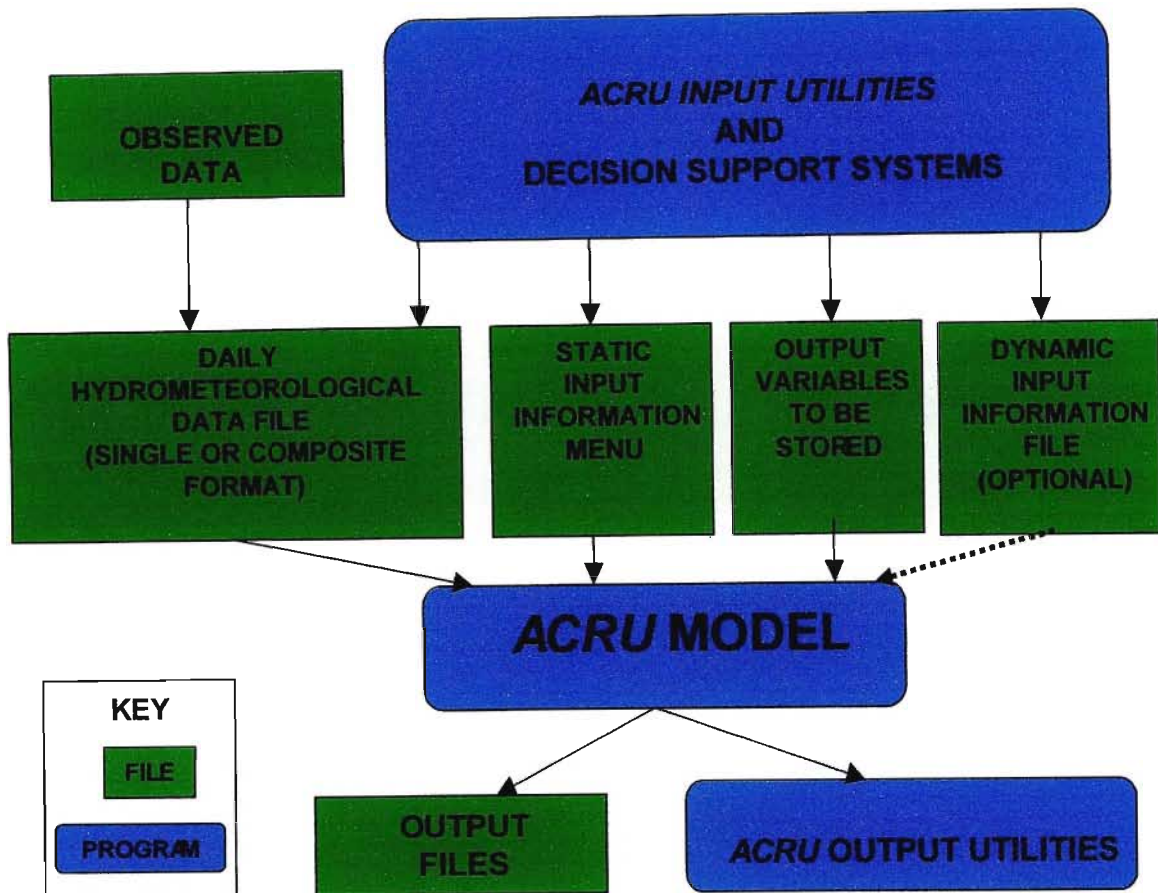 OBSERVED
DATA
ACRU INPUT UTILITIES
AND
DECISION SUPPORT SYSTEMS
DAILY
HYDROMETEOROLOGICAL
DATA FILE
(SINGLE OR COMPOSITE
FORMAT)
STATIC
INPUT
INFORMATION
MENU
OUTPUT
VARIABLES
TO BE
STORED
DYNAMIC
INPUT
INFORMATION
FILE
(OPTIONAL)
ACRU MODEL
KEY
FILE
PROGRAM
OUTPUT
FILES
ACRU OUTPUT UTILITIES